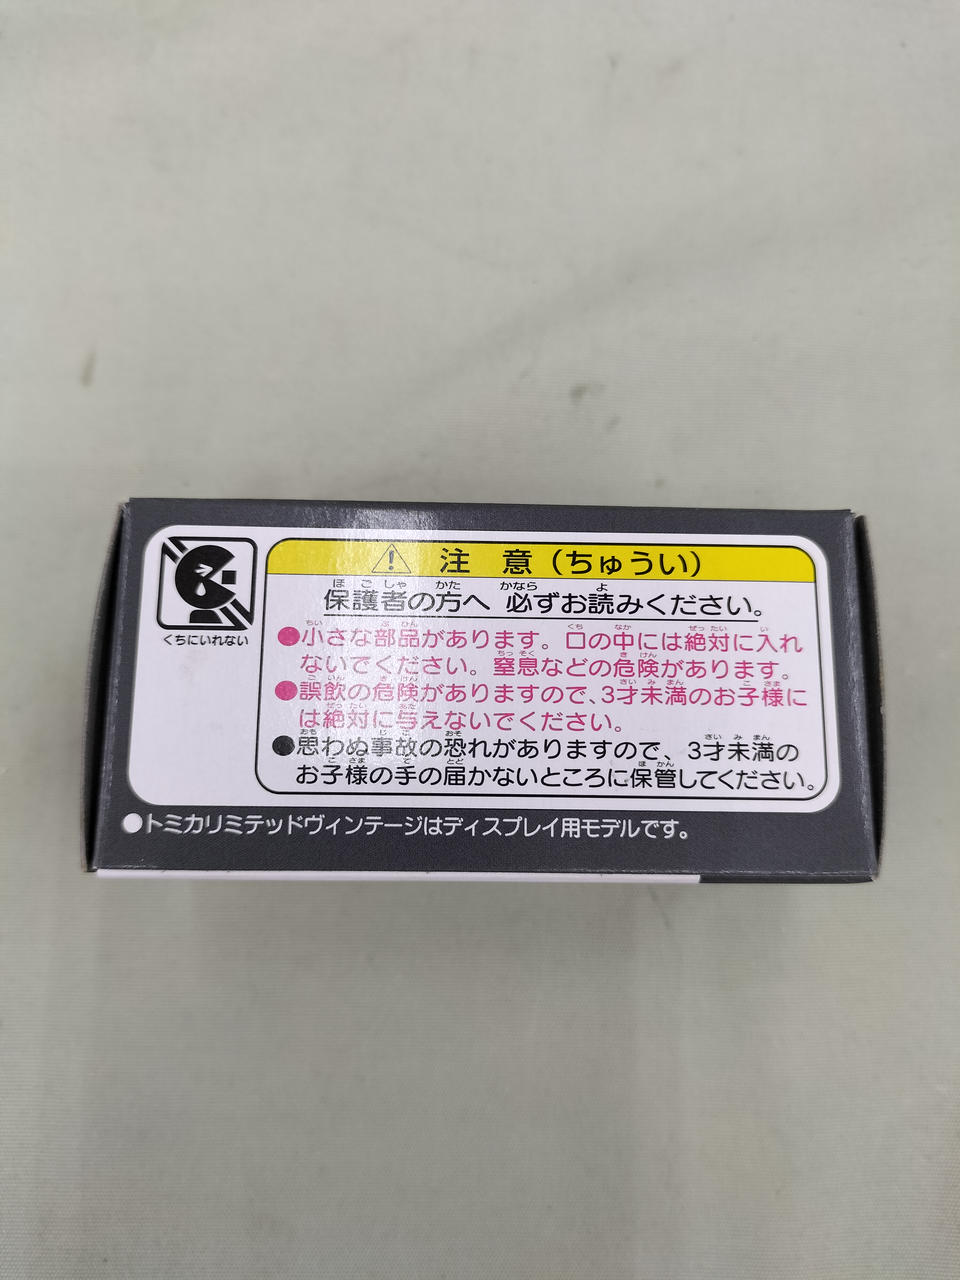 くちにいれない
注意(ちゅうい)
保護者の方へ 必ずお読みください。
●小さな部品があります。口の中には絶対に入れ
ないでください。窒息などの危険があります。
●誤飲の危険がありますので、3才未満のお子様に
は絶対に与えないでください。
●思わぬ事故の恐れがありますので、3才未満の
お子様の手の届かないところに保管してください。
●トミカリミテッドヴィンテージはディスプレイ用モデルです。